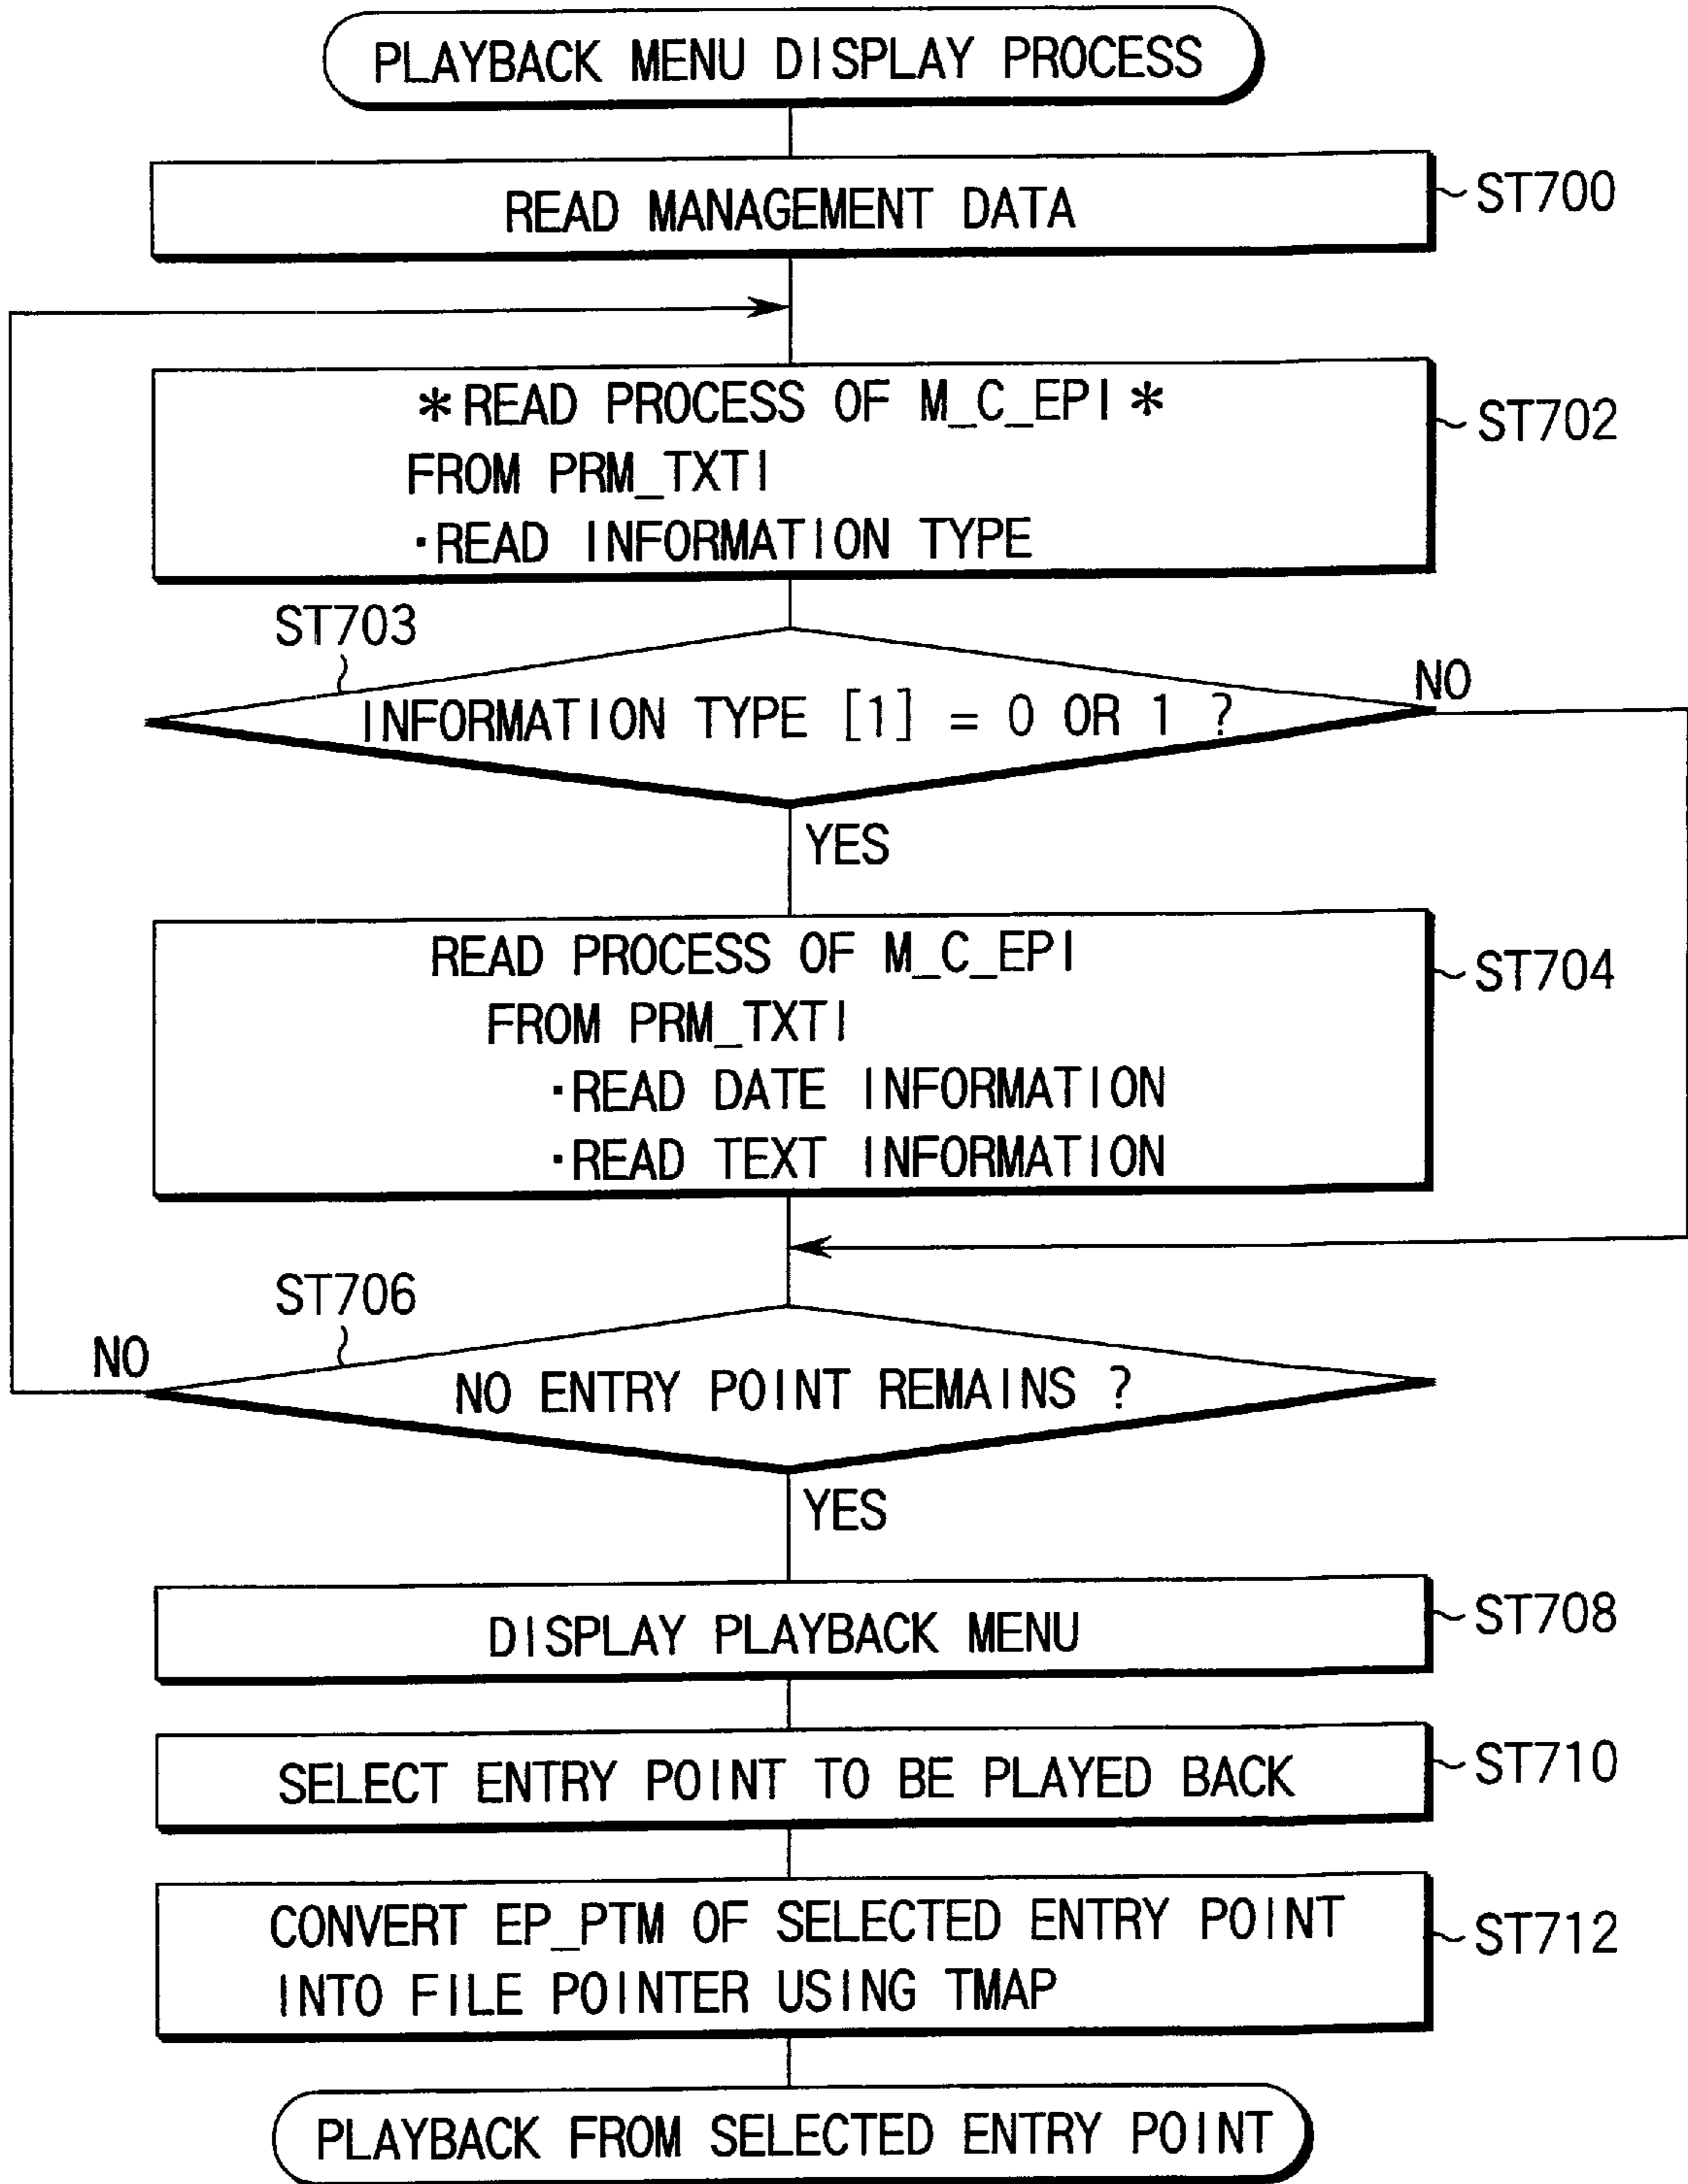 PLAYBACK MENU DISPLAY PROCESS
READ MANAGEMENT DATA
ST700
*READ PROCESS OF M_C_EPI*
FROM PRM_TXTI
·READ INFORMATION TYPE
ST702
ST703
INFORMATION TYPE [1] = 0 OR 1 ?
NO
YES
READ PROCESS OF M_C_EPI
FROM PRM_TXTI
·READ DATE INFORMATION
·READ TEXT INFORMATION
ST704
ST706
NO
NO ENTRY POINT REMAINS ?
YES
DISPLAY PLAYBACK MENU
ST708
SELECT ENTRY POINT TO BE PLAYED BACK
ST710
CONVERT EP_PTM OF SELECTED ENTRY POINT
INTO FILE POINTER USING TMAP
ST712
PLAYBACK FROM SELECTED ENTRY POINT